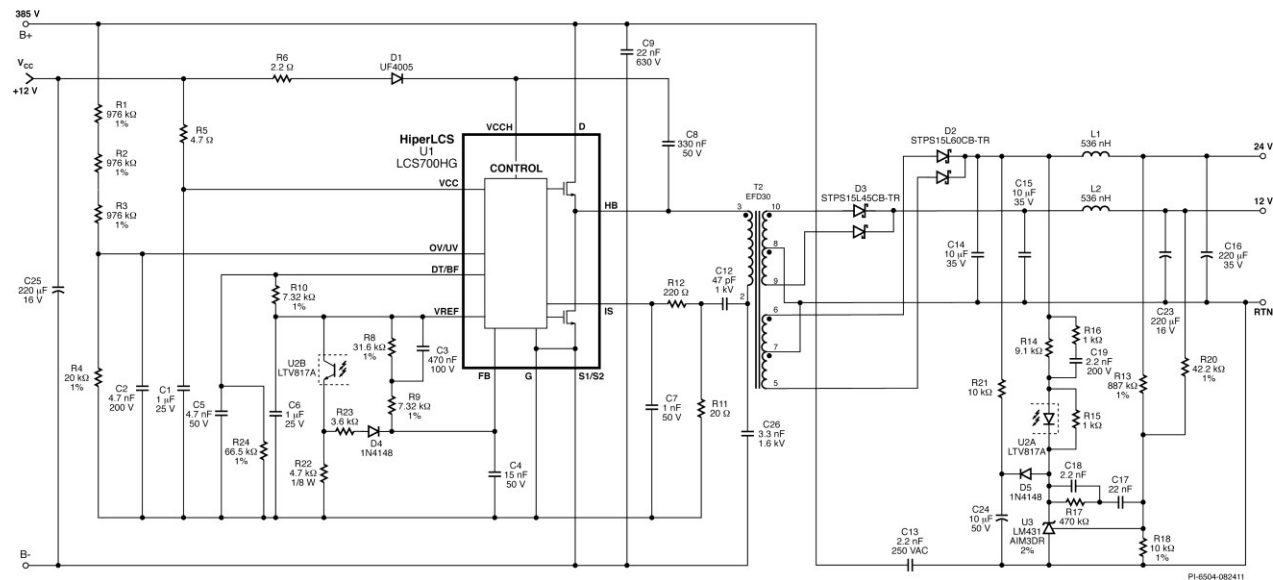 385 V
B+
VCC
+12 V
R6
2.2 Ω
D1
UF4005
C9
22 nF
630 V
R1
976 kΩ
1%
R5
4.7 Ω
R2
976 kΩ
1%
R3
976 kΩ
1%
HiperLCS
U1
LCS700HG
VCCH
D
CONTROL
VCC
HB
OV/UV
DT/BF
VREF
IS
FB
G
S1/S2
C8
330 nF
50 V
T2
EFD30
3
2
10
8
9
6
7
5
D2
STPS15L60CB-TR
D3
STPS15L45CB-TR
L1
536 nH
L2
536 nH
24 V
12 V
RTN
C15
10 μF
35 V
C14
10 μF
35 V
C16
220 μF
35 V
C23
220 μF
16 V
C25
220 μF
16 V
R10
7.32 kΩ
1%
R8
31.6 kΩ
1%
C3
470 nF
100 V
U2B
LTV817A
R9
7.32 kΩ
1%
R12
220 Ω
C12
47 pF
1 kV
R4
20 kΩ
1%
C2
4.7 nF
200 V
C1
1 μF
25 V
C5
4.7 nF
50 V
C6
1 μF
25 V
R24
66.5 kΩ
1%
R23
3.6 kΩ
D4
1N4148
R22
4.7 kΩ
1/8 W
C4
15 nF
50 V
C7
1 nF
50 V
R11
20 Ω
C26
3.3 nF
1.6 kV
R14
9.1 kΩ
R16
1 kΩ
C19
2.2 nF
200 V
R13
887 kΩ
1%
R20
42.2 kΩ
1%
R21
10 kΩ
U2A
LTV817A
R15
1 kΩ
D5
1N4148
C18
2.2 nF
C17
22 nF
R17
470 kΩ
C24
10 μF
50 V
U3
LM431
AIM3DR
2%
R18
10 kΩ
1%
C13
2.2 nF
250 VAC
B-
PI-6504-082411